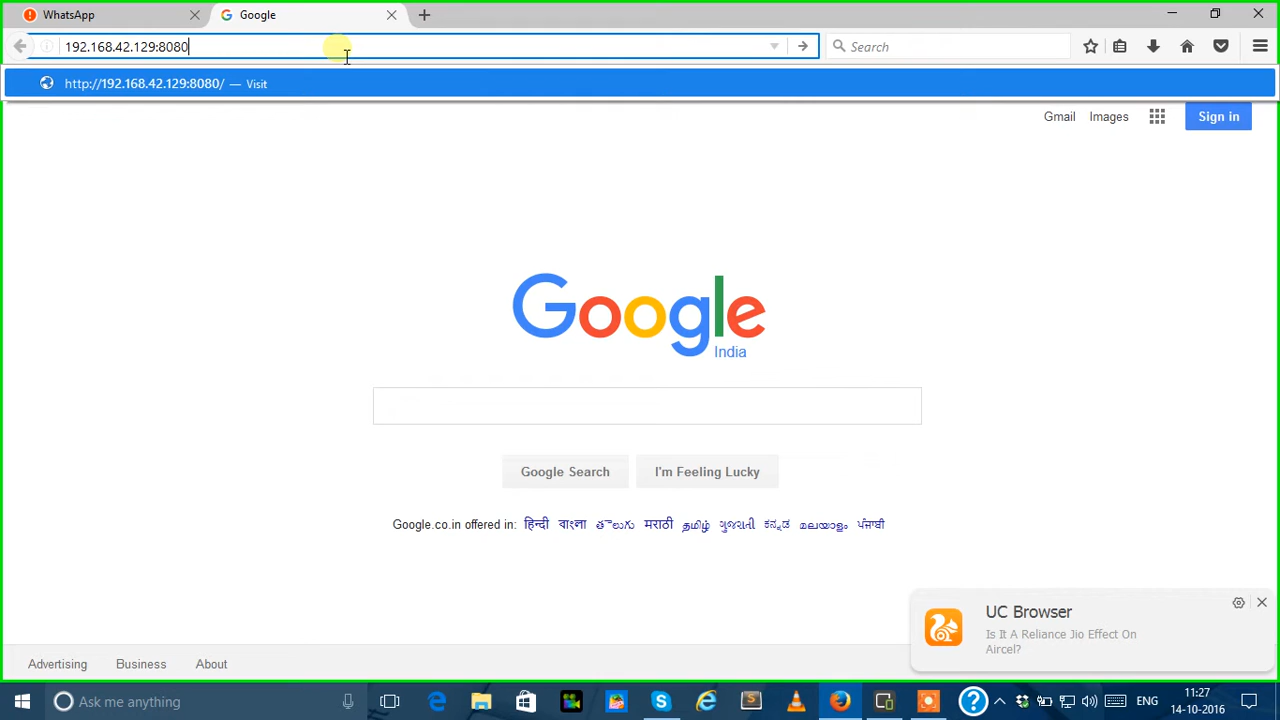 WhatsApp
Google
192.168.42.129:8080
Search
http://192.168.42.129:8080/ — Visit
Gmail
Images
Sign in
Google
India
Google Search
I'm Feeling Lucky
Google.co.in offered in: हिन्दी বাংলা తెలుగు मराठी தமிழ் ગુજરાતી ಕನ್ನಡ മലയാളം ਪੰਜਾਬੀ
UC Browser
Is It A Reliance Jio Effect On
Aircel?
Advertising
Business
About
Ask me anything
ENG
11:27
14-10-2016